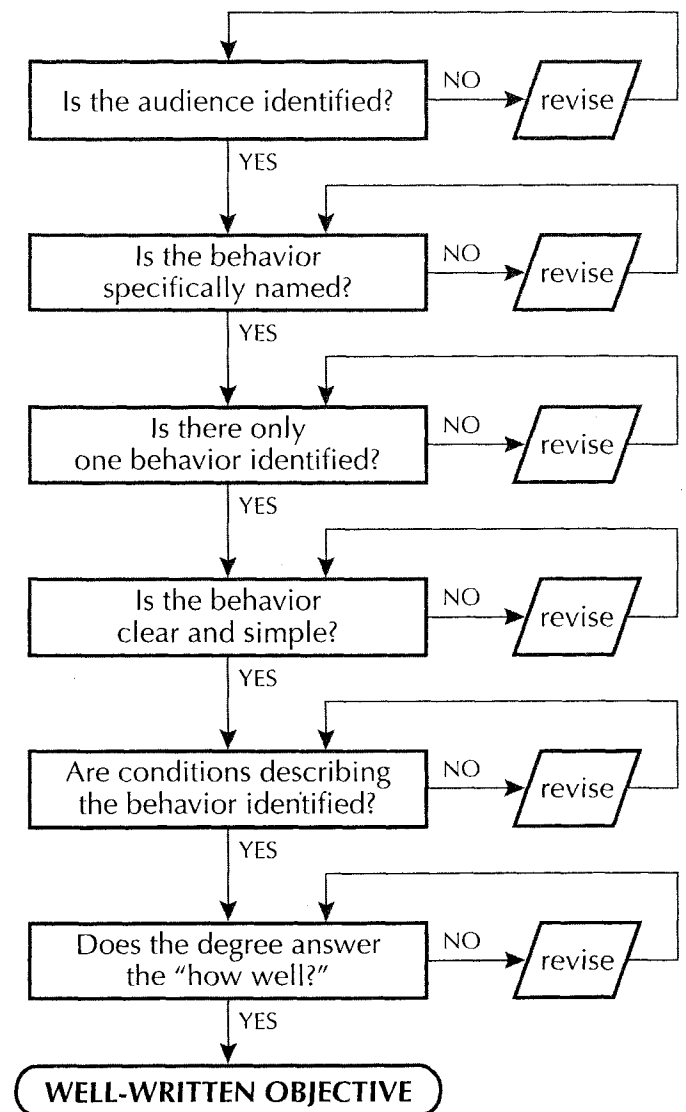 Is the audience identified?
NO
revise
YES
Is the behavior
specifically named?
NO
revise
YES
Is there only
one behavior identified?
NO
revise
YES
Is the behavior
clear and simple?
NO
revise
YES
Are conditions describing
the behavior identified?
NO
revise
YES
Does the degree answer
the “how well?”
NO
revise
YES
WELL-WRITTEN OBJECTIVE